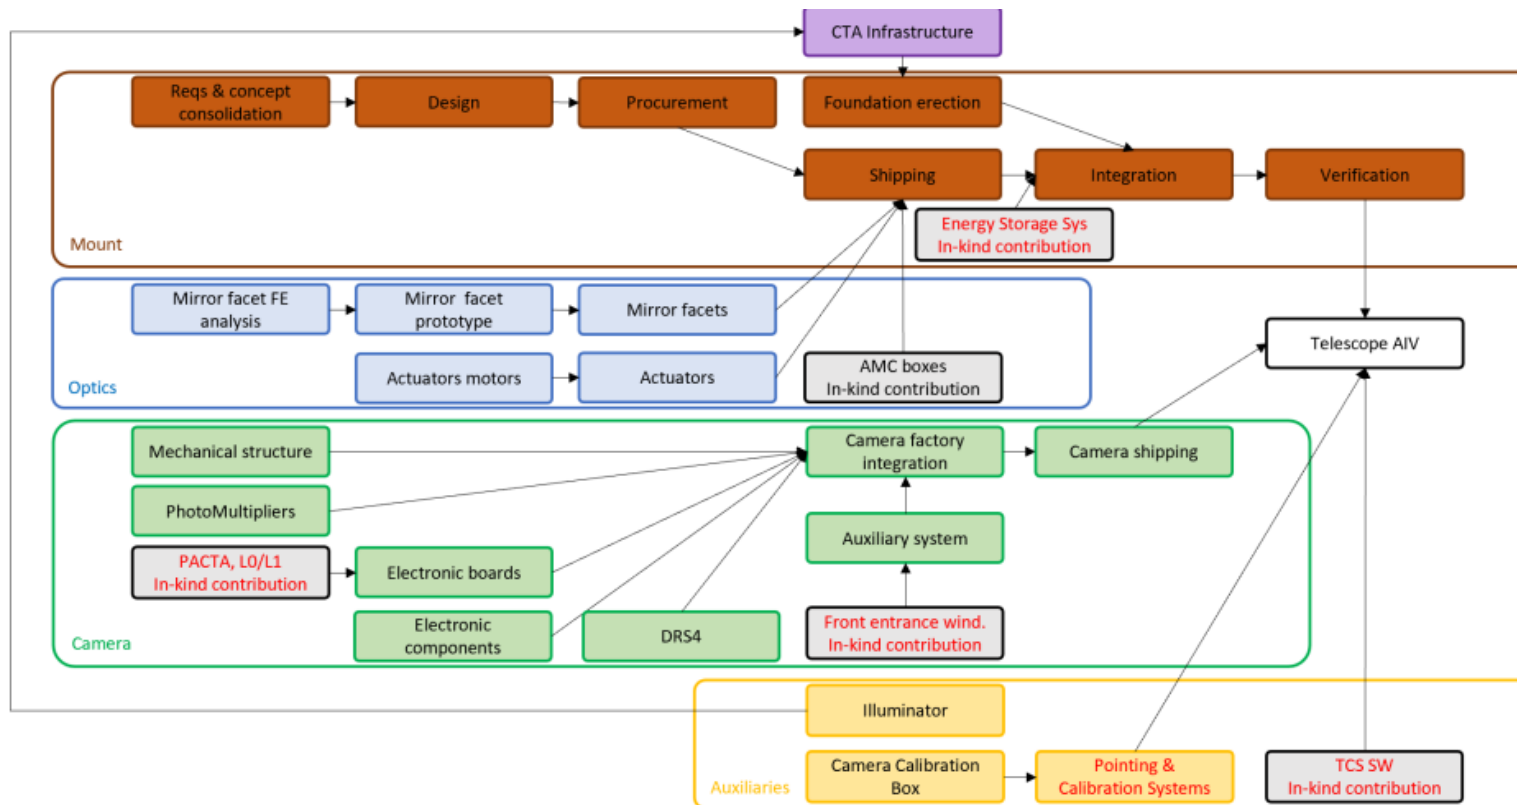 CTA Infrastructure
Reqs & concept
consolidation
Design
Procurement
Foundation erection
Shipping
Integration
Verification
Energy Storage Sys
In-kind contribution
Mount
Mirror facet FE
analysis
Mirror facet
prototype
Mirror facets
Telescope AIV
Actuators motors
Actuators
AMC boxes
In-kind contribution
Optics
Mechanical structure
Camera factory
integration
Camera shipping
PhotoMultipliers
Auxiliary system
PACTA, L0/L1
In-kind contribution
Electronic boards
Electronic
components
DRS4
Front entrance wind.
In-kind contribution
Camera
Illuminator
Camera Calibration
Box
Pointing &
Calibration Systems
TCS SW
In-kind contribution
Auxiliaries